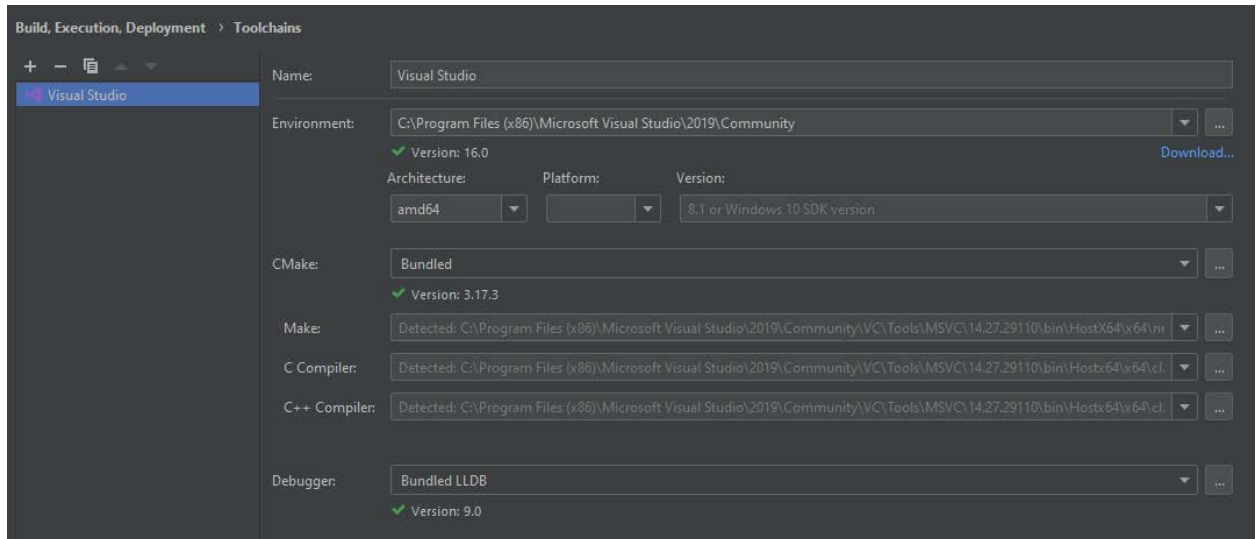 Build, Execution, Deployment › Toolchains
Visual Studio
Name: Visual Studio
Environment: C:\Program Files (x86)\Microsoft Visual Studio\2019\Community ...
Version: 16.0 Download...
Architecture: Platform: Version:
amd64 8.1 or Windows 10 SDK version
CMake: Bundled ...
Version: 3.17.3
Make: Detected: C:\Program Files (x86)\Microsoft Visual Studio\2019\Community\VC\Tools\MSVC\14.27.29110\bin\HostX64\x64\ ...
C Compiler: Detected: C:\Program Files (x86)\Microsoft Visual Studio\2019\Community\VC\Tools\MSVC\14.27.29110\bin\Hostx64\x64\cl. ...
C++ Compiler: Detected: C:\Program Files (x86)\Microsoft Visual Studio\2019\Community\VC\Tools\MSVC\14.27.29110\bin\Hostx64\x64\cl. ...
Debugger: Bundled LLDB ...
Version: 9.0